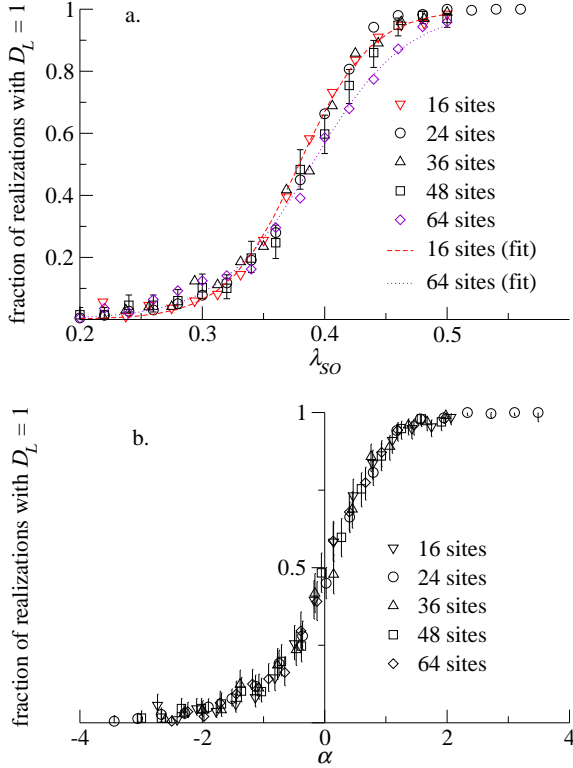 a.
fraction of realizations with D_L = 1
1
0.8
0.6
0.4
0.2
0.2
0.3
0.4
0.5
λ_SO
16 sites
24 sites
36 sites
48 sites
64 sites
16 sites (fit)
64 sites (fit)
b.
fraction of realizations with D_L = 1
1
0.5
-4
-2
0
2
4
α
16 sites
24 sites
36 sites
48 sites
64 sites